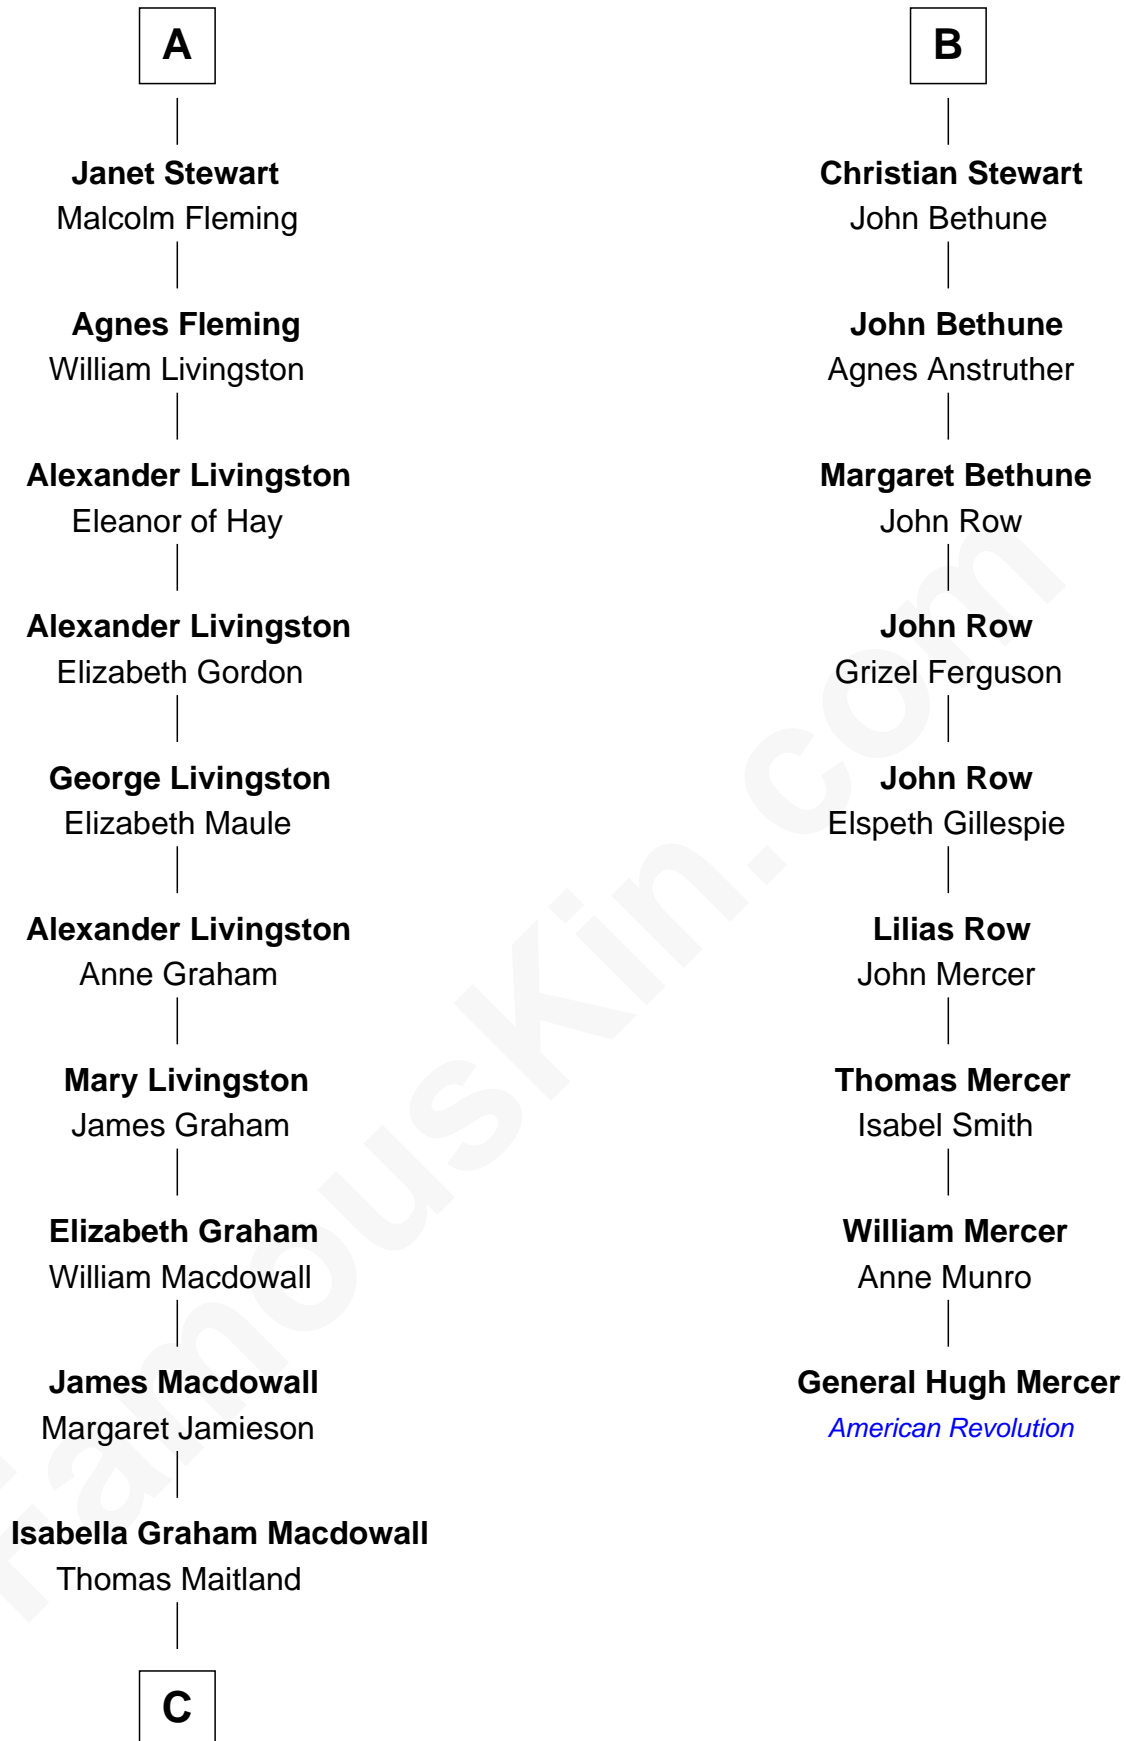 A
Janet Stewart
Malcolm Fleming
Agnes Fleming
William Livingston
Alexander Livingston
Eleanor of Hay
Alexander Livingston
Elizabeth Gordon
George Livingston
Elizabeth Maule
Alexander Livingston
Anne Graham
Mary Livingston
James Graham
Elizabeth Graham
William Macdowall
James Macdowall
Margaret Jamieson
Isabella Graham Macdowall
Thomas Maitland
C
B
Christian Stewart
John Bethune
John Bethune
Agnes Anstruther
Margaret Bethune
John Row
John Row
Grizel Ferguson
John Row
Elspeth Gillespie
Lilias Row
John Mercer
Thomas Mercer
Isabel Smith
William Mercer
Anne Munro
General Hugh Mercer
American Revolution
FamousKin.com